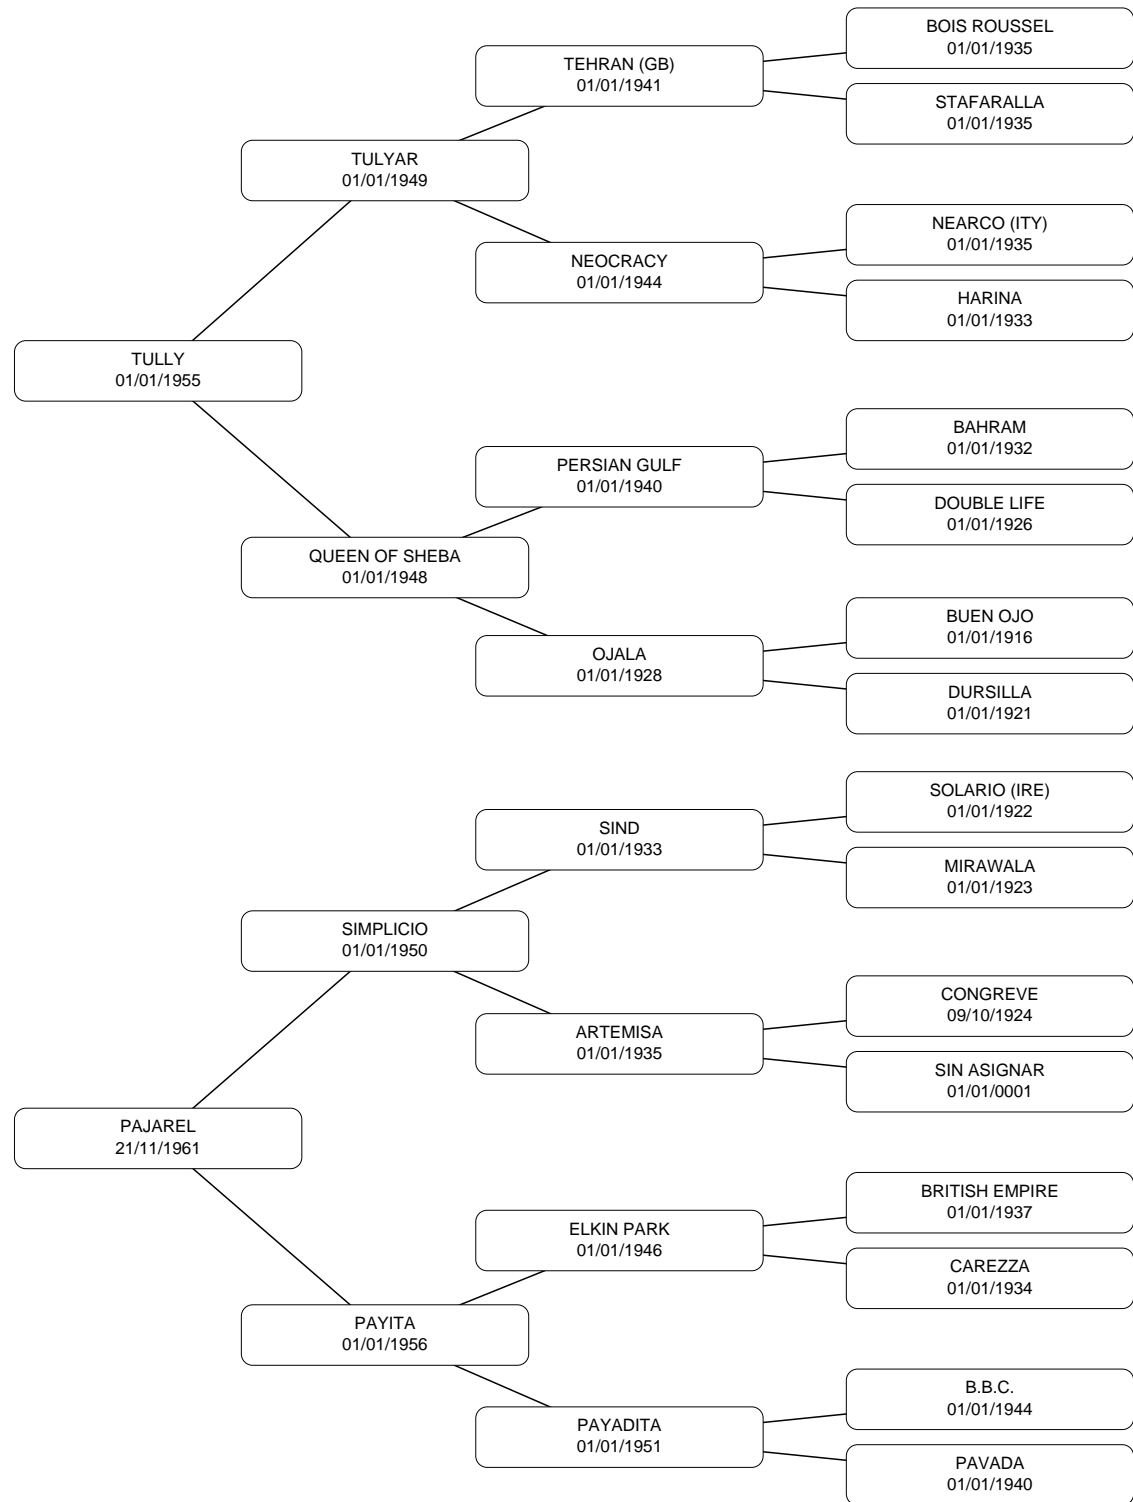 BOIS ROUSSEL
01/01/1935
TEHRAN (GB)
01/01/1941
STAFARALLA
01/01/1935
TULYAR
01/01/1949
NEARCO (ITY)
01/01/1935
NEOCRACY
01/01/1944
HARINA
01/01/1933
TULLY
01/01/1955
BAHRAM
01/01/1932
PERSIAN GULF
01/01/1940
DOUBLE LIFE
01/01/1926
QUEEN OF SHEBA
01/01/1948
BUEN OJO
01/01/1916
OJALA
01/01/1928
DURSILLA
01/01/1921
SOLARIO (IRE)
01/01/1922
SIND
01/01/1933
MIRAWALA
01/01/1923
SIMPLICIO
01/01/1950
CONGREVE
09/10/1924
ARTEMISA
01/01/1935
SIN ASIGNAR
01/01/0001
PAJAREL
21/11/1961
BRITISH EMPIRE
01/01/1937
ELKIN PARK
01/01/1946
CAREZZA
01/01/1934
PAYITA
01/01/1956
B.B.C.
01/01/1944
PAYADITA
01/01/1951
PAVADA
01/01/1940